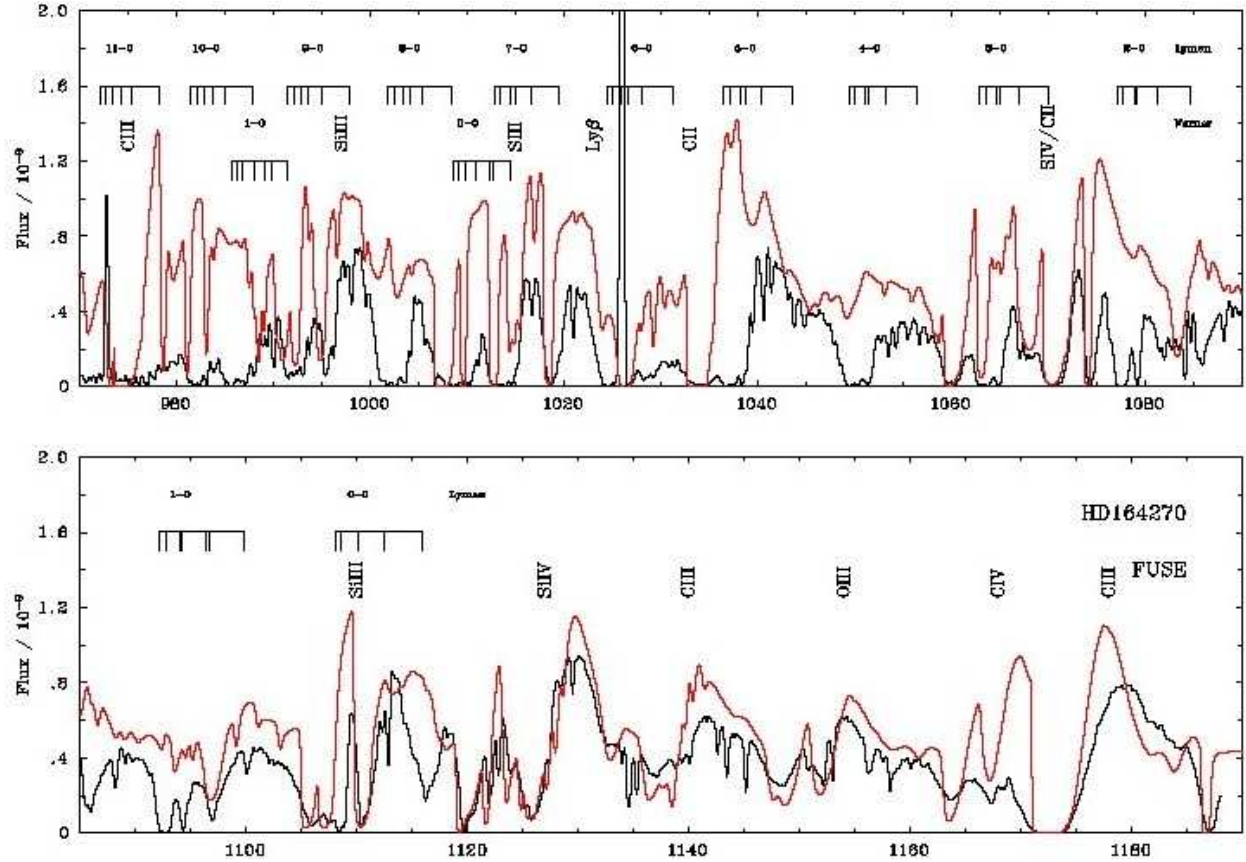 2.0
11-0 10-0 9-0 8-0 7-0 6-0 5-0 4-0 3-0 2-0 Lyman
1.6
CIII 1-0 SiIII 0-0 SiII Lyβ CII SIV/CII Werner
1.2
Flux / 10⁻⁹
.8
.4
0
980 1000 1020 1040 1060 1080
2.0
1-0 0-0 Lyman
1.6
HD164270
SiIII SiIV CIII OIII CIV CIII FUSE
1.2
Flux / 10⁻⁹
.8
.4
0
1100 1120 1140 1160 1180